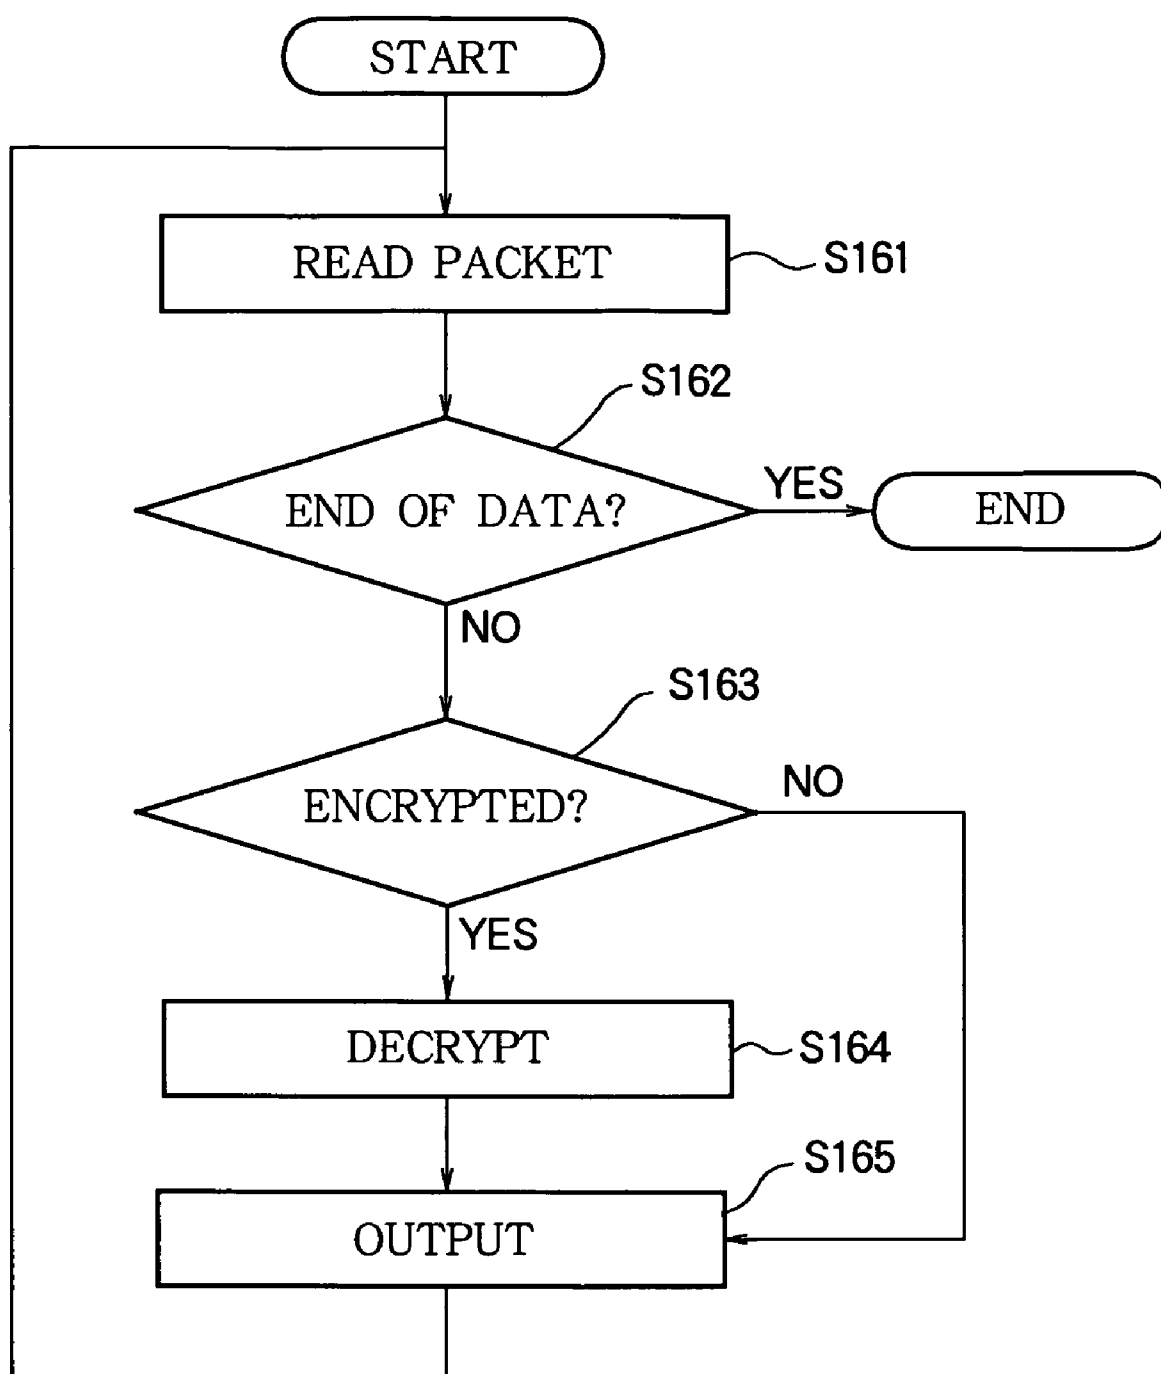 START
READ PACKET
S161
S162
END OF DATA?
YES
END
NO
S163
ENCRYPTED?
NO
YES
DECRYPT
S164
S165
OUTPUT